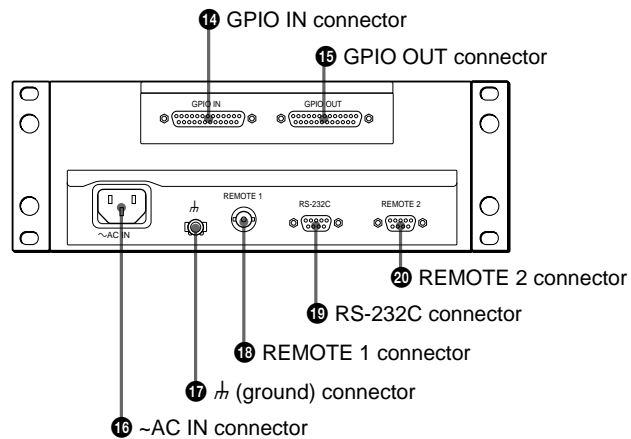 ⓮ GPIO IN connector
⓯ GPIO OUT connector
GPIO IN
GPIO OUT
REMOTE 1
RS-232C
REMOTE 2
~AC IN
⓴ REMOTE 2 connector
⓳ RS-232C connector
⓲ REMOTE 1 connector
⓱ (ground) connector
⓰ ~AC IN connector